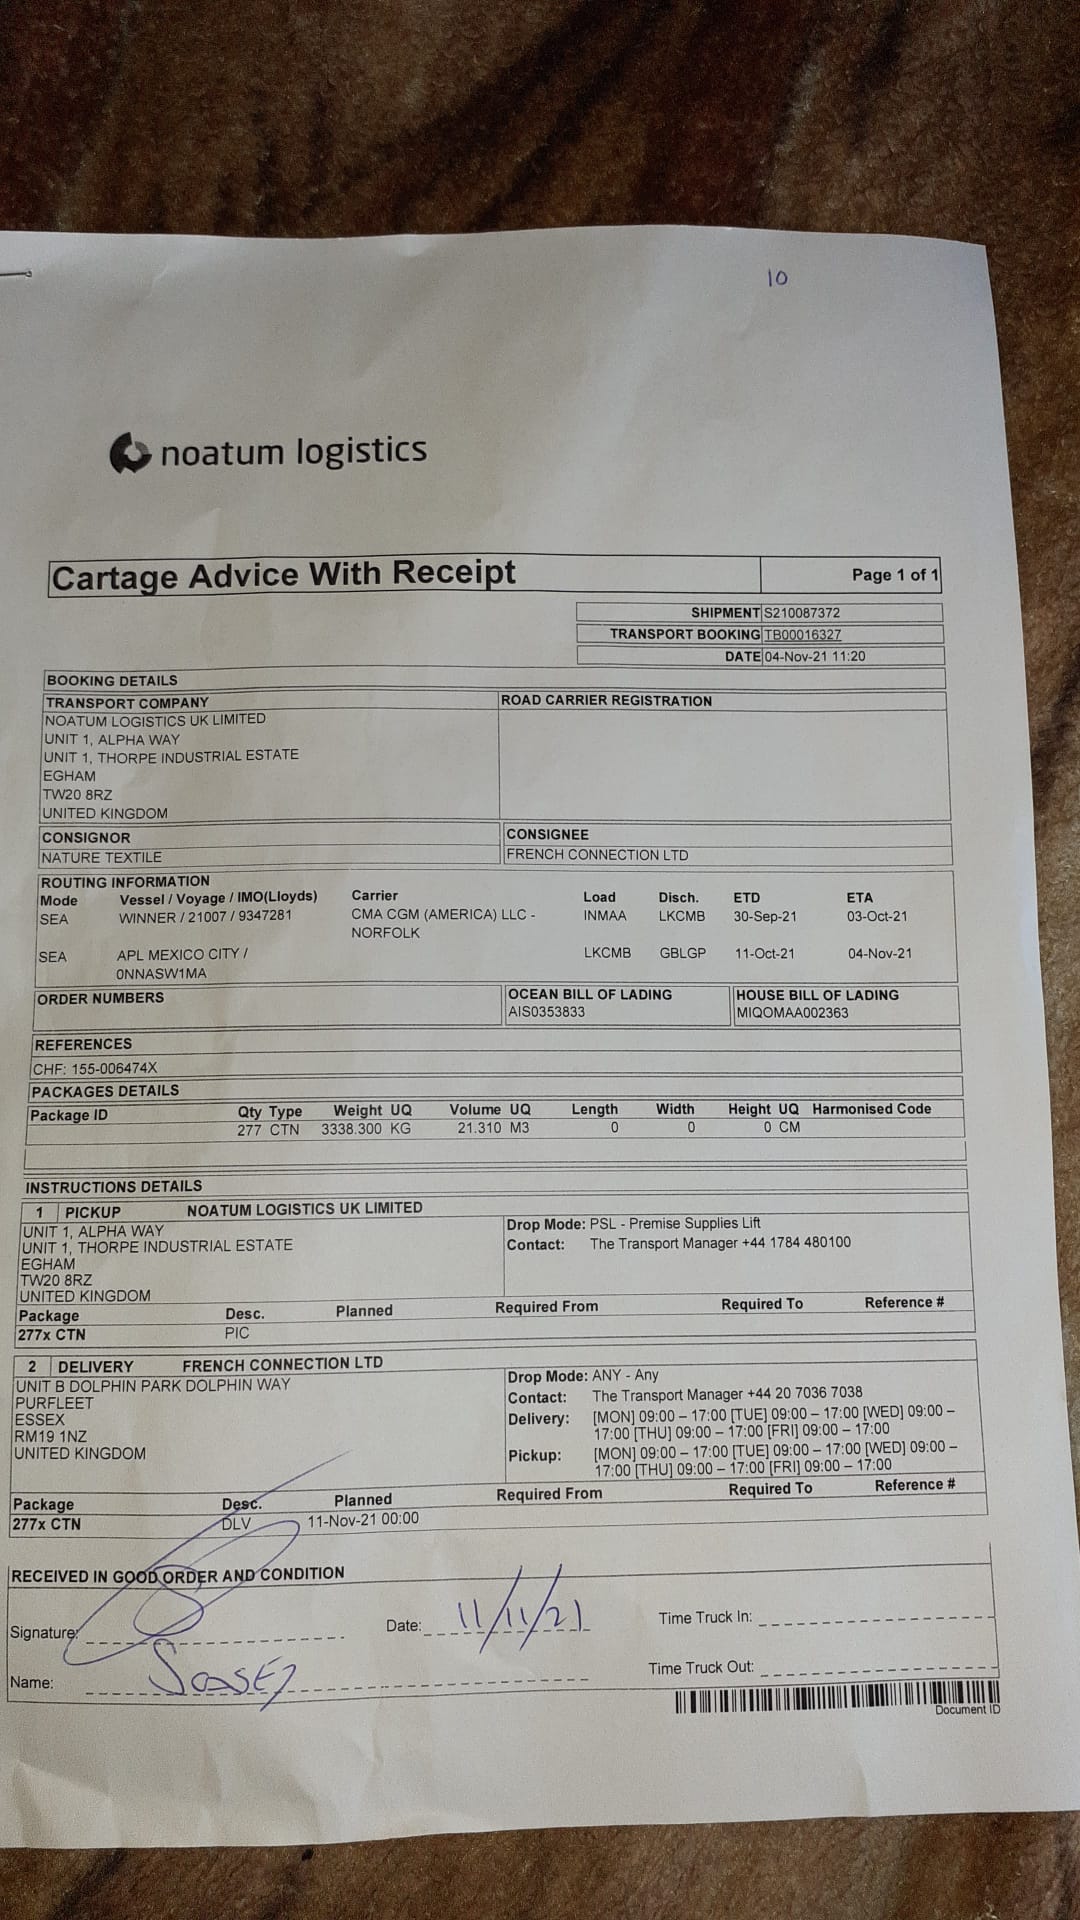 10
noatum logistics
Cartage Advice With Receipt
Page 1 of 1
SHIPMENT S210087372
TRANSPORT BOOKING TB00016327
DATE 04-Nov-21 11:20
BOOKING DETAILS
TRANSPORT COMPANY ROAD CARRIER REGISTRATION
NOATUM LOGISTICS UK LIMITED
UNIT 1, ALPHA WAY
UNIT 1, THORPE INDUSTRIAL ESTATE
EGHAM
TW20 8RZ
UNITED KINGDOM
CONSIGNOR CONSIGNEE
NATURE TEXTILE FRENCH CONNECTION LTD
ROUTING INFORMATION
Mode Vessel / Voyage / IMO(Lloyds) Carrier Load Disch. ETD ETA
SEA WINNER / 21007 / 9347281 CMA CGM (AMERICA) LLC - INMAA LKCMB 30-Sep-21 03-Oct-21
NORFOLK
SEA APL MEXICO CITY / LKCMB GBLGP 11-Oct-21 04-Nov-21
0NNASW1MA
ORDER NUMBERS OCEAN BILL OF LADING HOUSE BILL OF LADING
AIS0353833 MIQOMAA002363
REFERENCES
CHF: 155-006474X
PACKAGES DETAILS
Package ID Qty Type Weight UQ Volume UQ Length Width Height UQ Harmonised Code
277 CTN 3338.300 KG 21.310 M3 0 0 0 CM
INSTRUCTIONS DETAILS
1 PICKUP NOATUM LOGISTICS UK LIMITED
UNIT 1, ALPHA WAY Drop Mode: PSL - Premise Supplies Lift
UNIT 1, THORPE INDUSTRIAL ESTATE Contact: The Transport Manager +44 1784 480100
EGHAM
TW20 8RZ
UNITED KINGDOM
Package Desc. Planned Required From Required To Reference #
277x CTN PIC
2 DELIVERY FRENCH CONNECTION LTD
UNIT B DOLPHIN PARK DOLPHIN WAY Drop Mode: ANY - Any
PURFLEET Contact: The Transport Manager +44 20 7036 7038
ESSEX Delivery: [MON] 09:00 – 17:00 [TUE] 09:00 – 17:00 [WED] 09:00 –
RM19 1NZ 17:00 [THU] 09:00 – 17:00 [FRI] 09:00 – 17:00
UNITED KINGDOM Pickup: [MON] 09:00 – 17:00 [TUE] 09:00 – 17:00 [WED] 09:00 –
17:00 [THU] 09:00 – 17:00 [FRI] 09:00 – 17:00
Package Desc. Planned Required From Required To Reference #
277x CTN DLV 11-Nov-21 00:00
RECEIVED IN GOOD ORDER AND CONDITION
Signature: Date: 11/11/21 Time Truck In:
Name: Time Truck Out:
Document ID